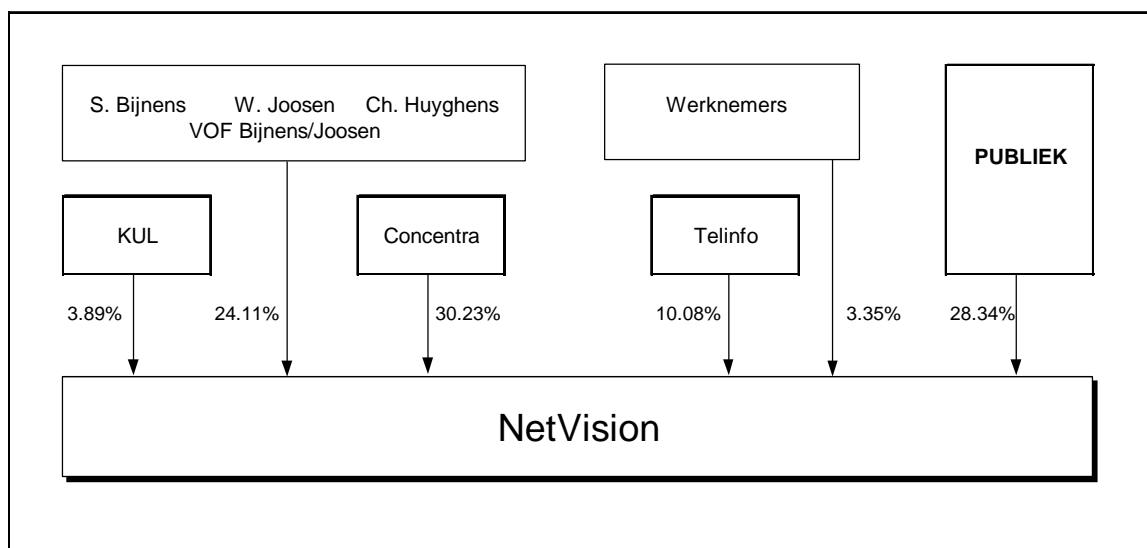 S. Bijnens W. Joosen Ch. Huyghens
VOF Bijnens/Joosen
Werknemers
PUBLIEK
KUL
Concentra
Telinfo
3.89%
24.11%
30.23%
10.08%
3.35%
28.34%
NetVision